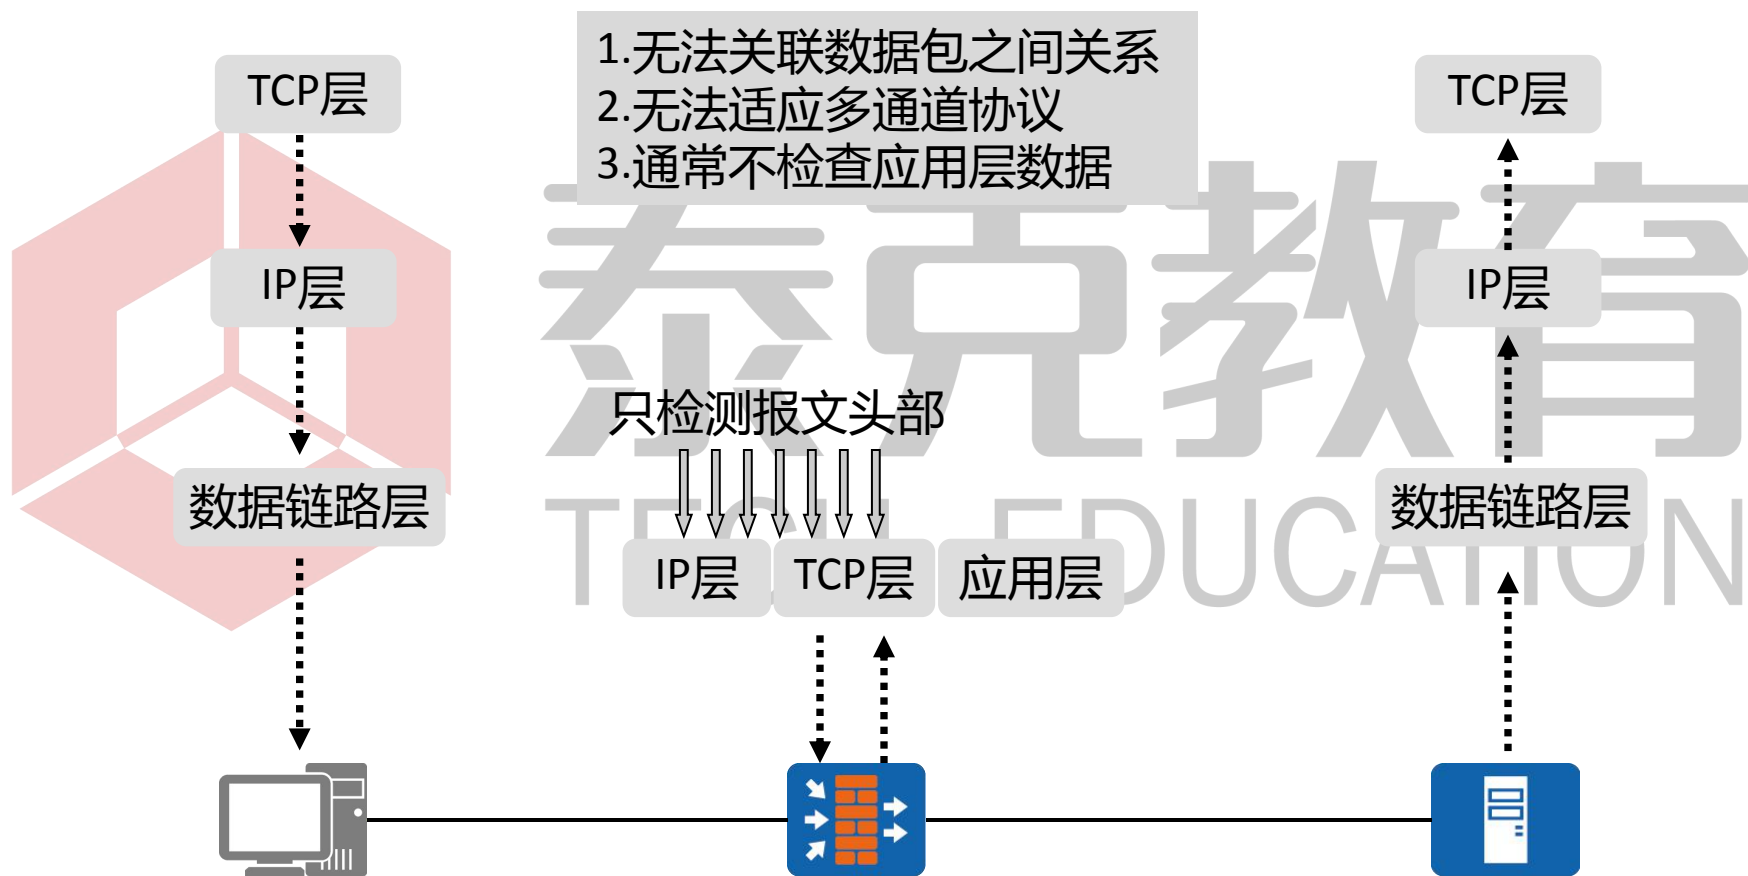 1.无法关联数据包之间关系
2.无法适应多通道协议
3.通常不检查应用层数据
TCP层
IP层
数据链路层
只检测报文头部
IP层
TCP层
应用层
TCP层
IP层
数据链路层
泰克教育
TECH EDUCATION